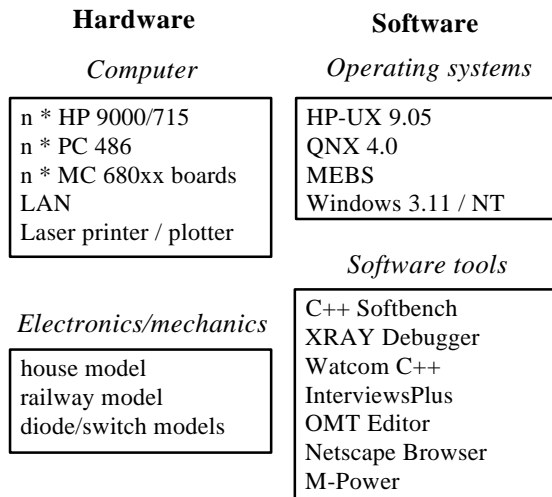 Hardware
Computer
n * HP 9000/715
n * PC 486
n * MC 680xx boards
LAN
Laser printer / plotter
Electronics/mechanics
house model
railway model
diode/switch models
Software
Operating systems
HP-UX 9.05
QNX 4.0
MEBS
Windows 3.11 / NT
Software tools
C++ Softbench
XRAY Debugger
Watcom C++
InterviewsPlus
OMT Editor
Netscape Browser
M-Power